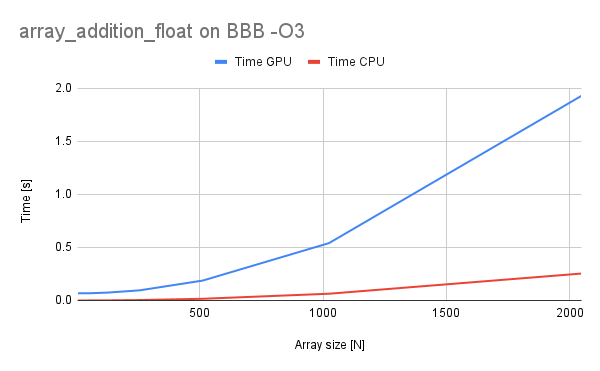 array_addition_float on BBB -O3
Time GPU Time CPU
2.0
1.5
1.0
0.5
0.0
Time [s]
500 1000 1500 2000
Array size [N]